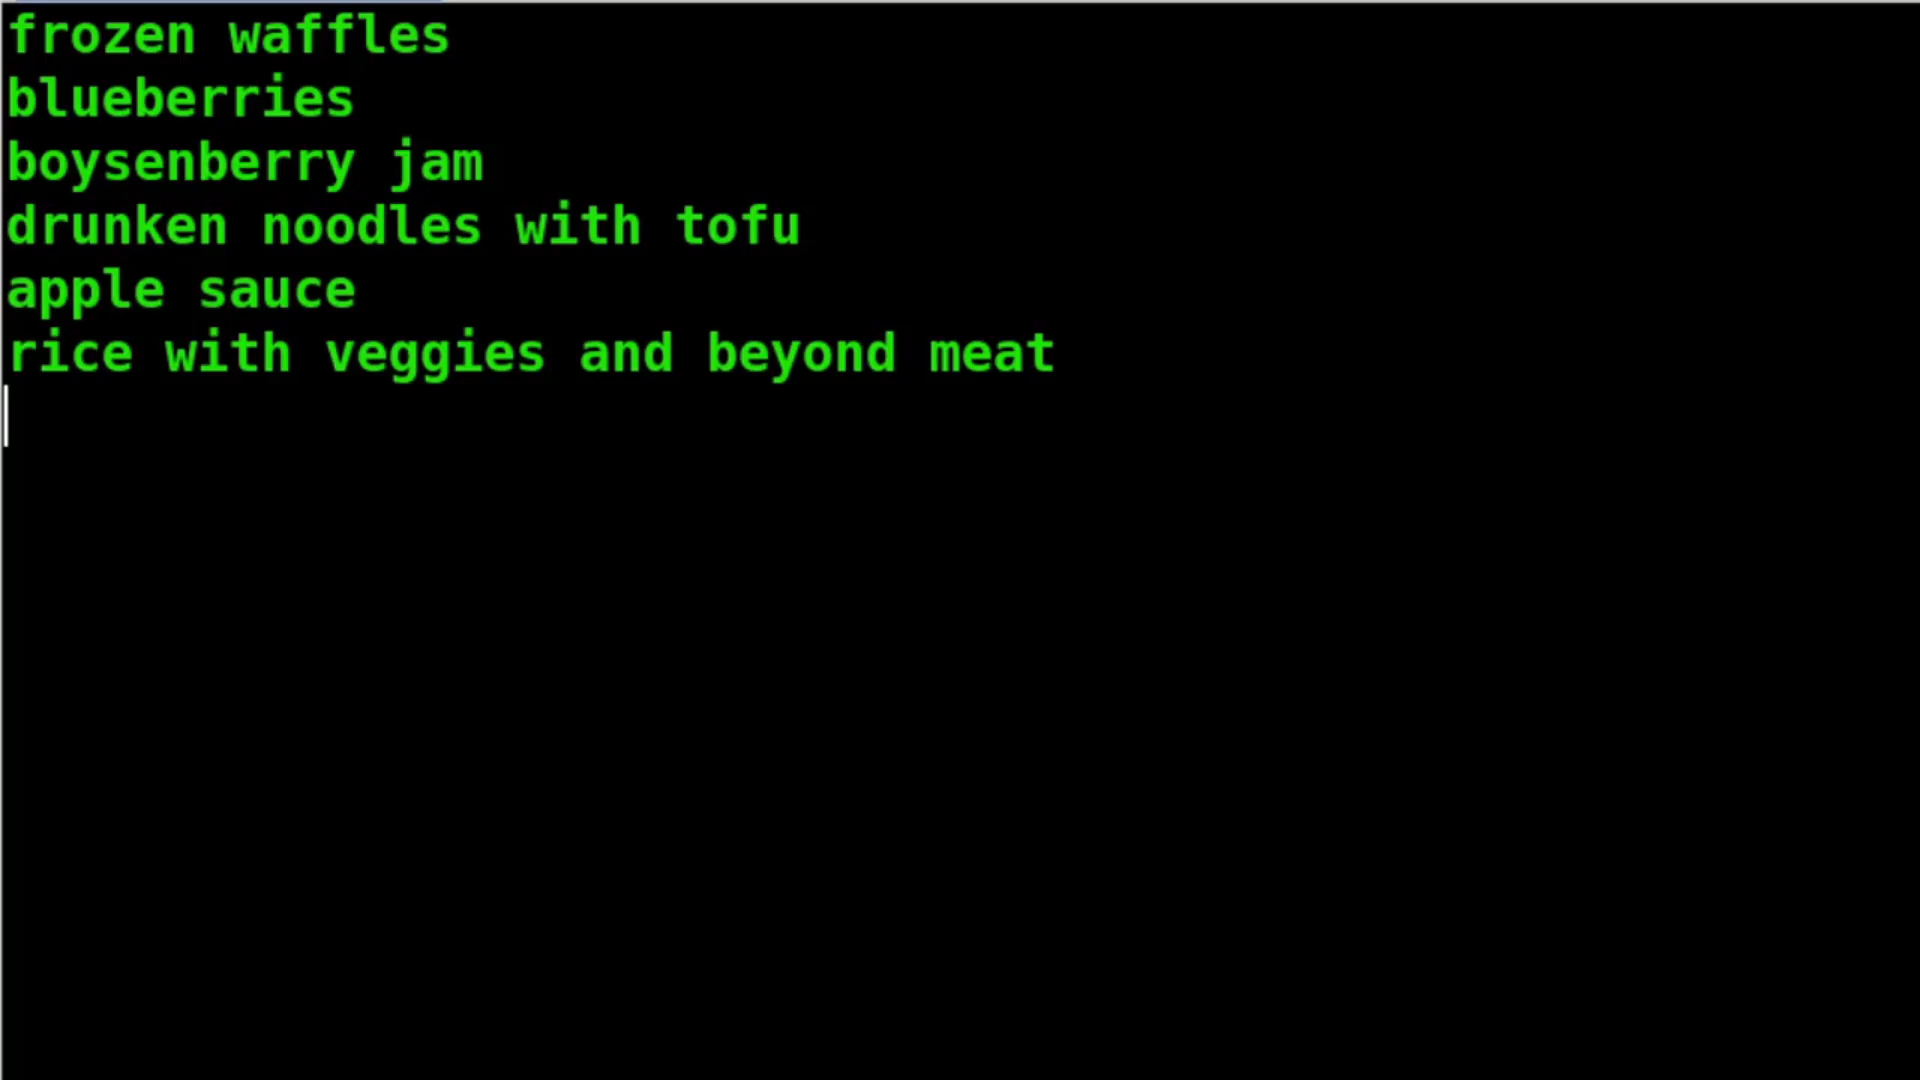 frozen waffles
blueberries
boysenberry jam
drunken noodles with tofu
apple sauce
rice with veggies and beyond meat